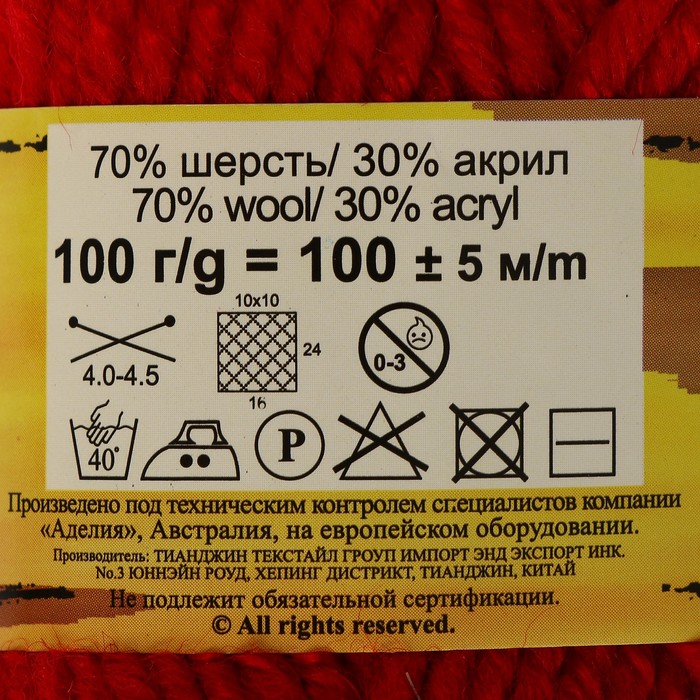 70% шерсть/ 30% акрил
70% wool/ 30% acryl
100 г/g = 100 ± 5 м/m
10x10
24
0-3
4.0-4.5
16
40°
P
Произведено под техническим контролем специалистов компании
«Аделия», Австралия, на европейском оборудовании.
Производитель: ТИАНДЖИН ТЕКСТАЙЛ ГРОУП ИМПОРТ ЭНД ЭКСПОРТ ИНК.
No.3 ЮННЭЙН РОУД, ХЕПИНГ ДИСТРИКТ, ТИАНДЖИН, КИТАЙ
Не подлежит обязательной сертификации.
© All rights reserved.